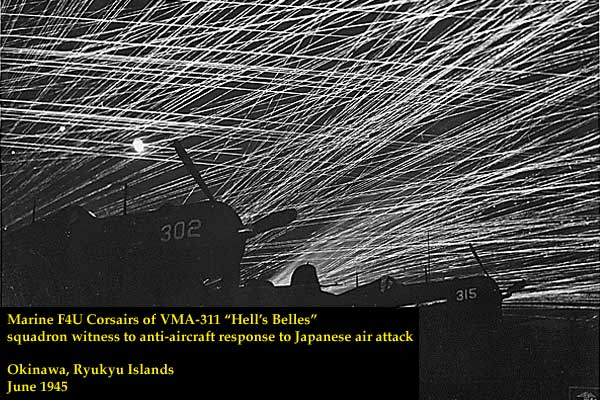 302
315
Marine F4U Corsairs of VMA-311 “Hell’s Belles”
squadron witness to anti-aircraft response to Japanese air attack
Okinawa, Ryukyu Islands
June 1945